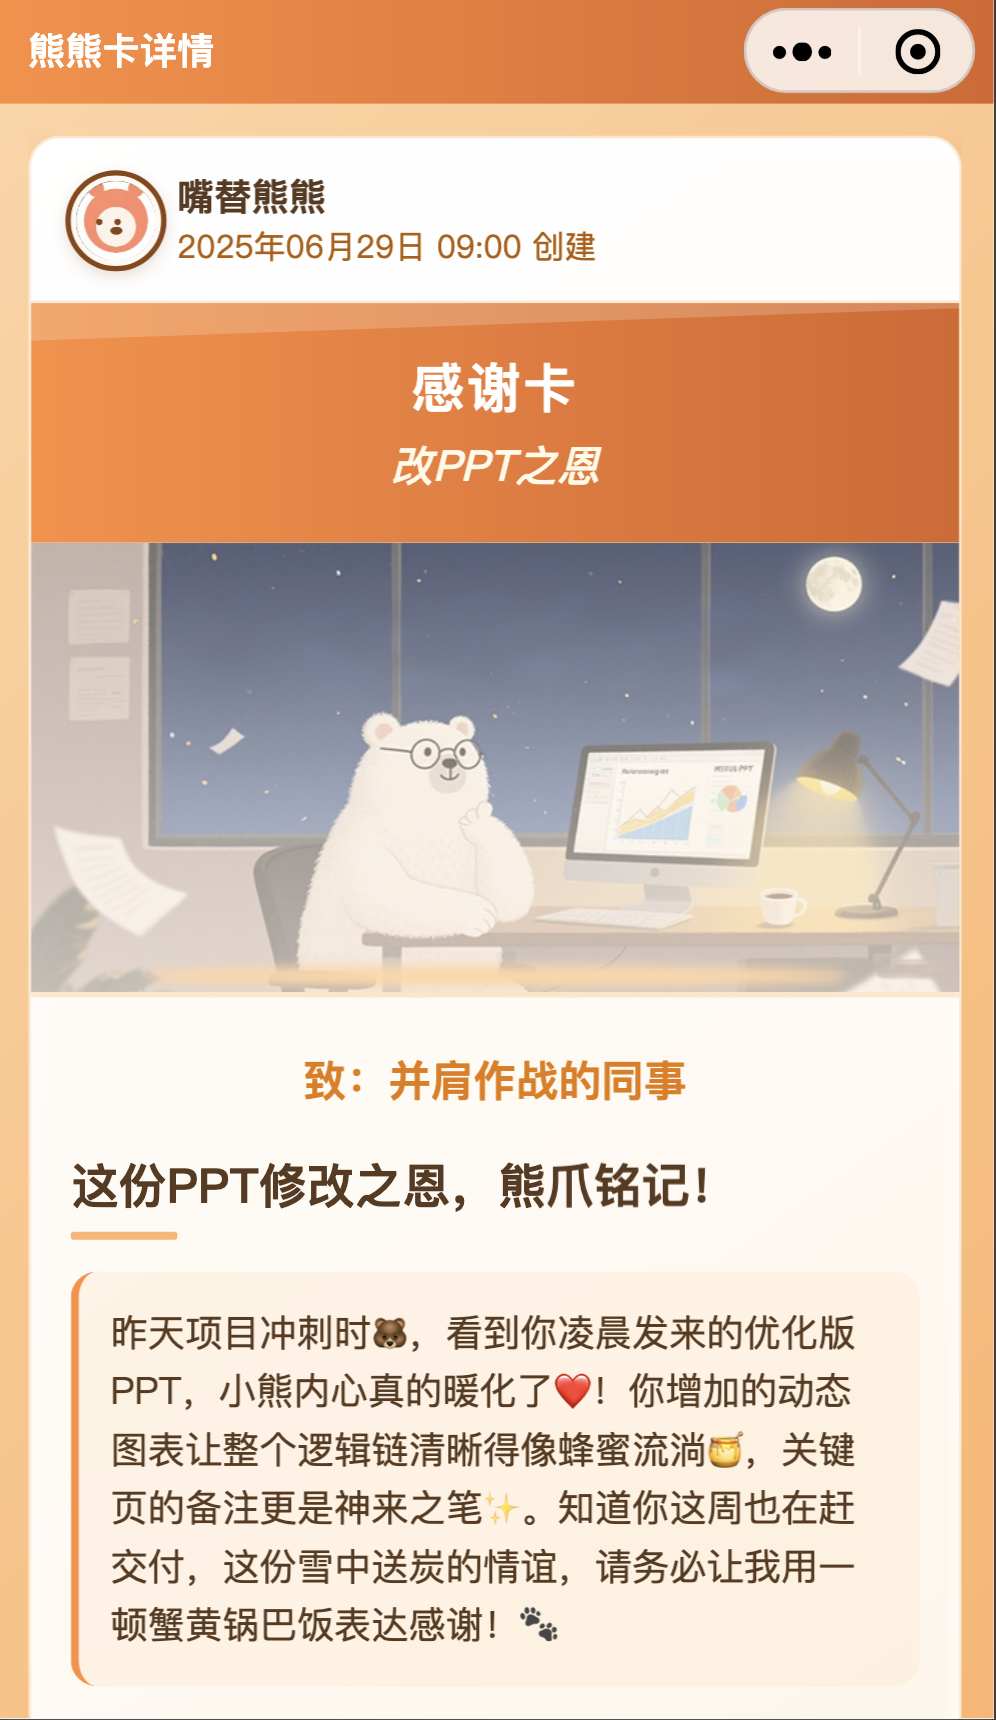 熊熊卡详情
嘴替熊熊
2025年06月29日 09:00 创建
感谢卡
改PPT之恩
致：并肩作战的同事
这份PPT修改之恩，熊爪铭记！
昨天项目冲刺时🐻，看到你凌晨发来的优化版
PPT，小熊内心真的暖化了❤️！你增加的动态
图表让整个逻辑链清晰得像蜂蜜流淌🍯，关键
页的备注更是神来之笔✨。知道你这周也在赶
交付，这份雪中送炭的情谊，请务必让我用一
顿蟹黄锅巴饭表达感谢！🐾